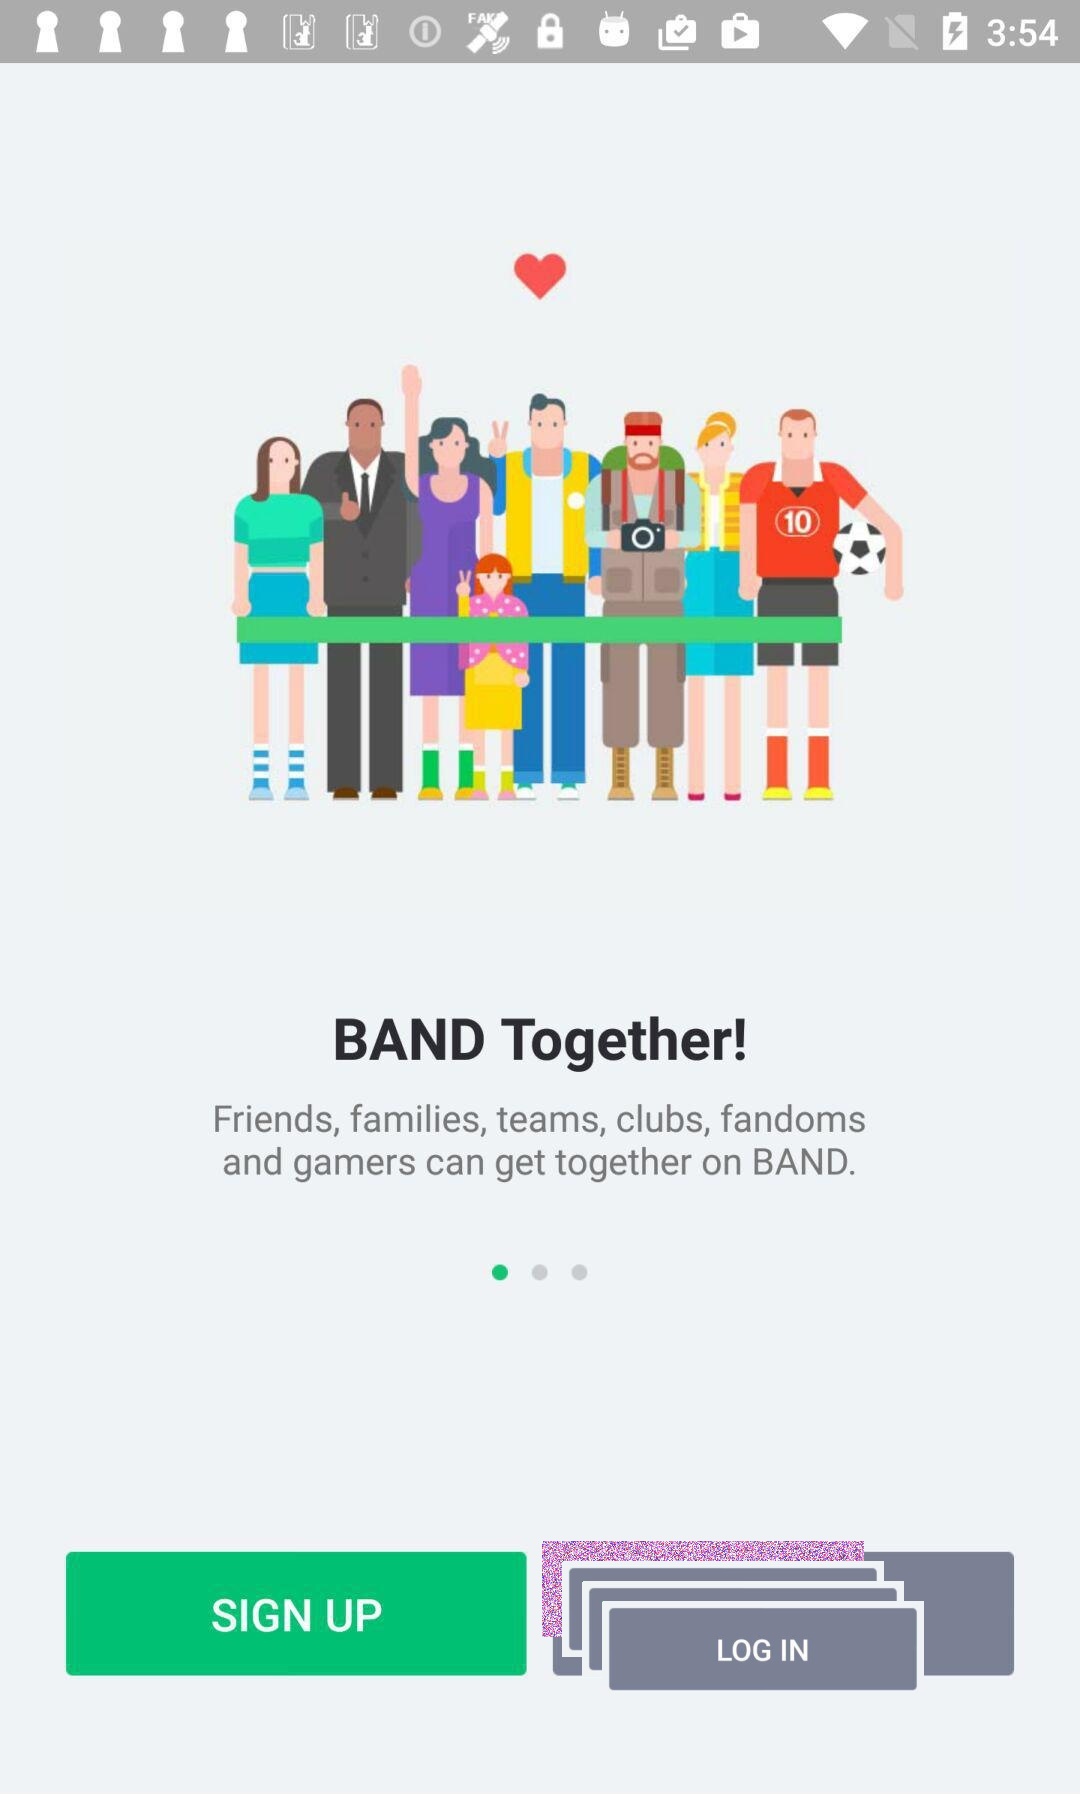 FAKE
3:54
10
BAND Together!
Friends, families, teams, clubs, fandoms
and gamers can get together on BAND.
SIGN UP
LOG IN